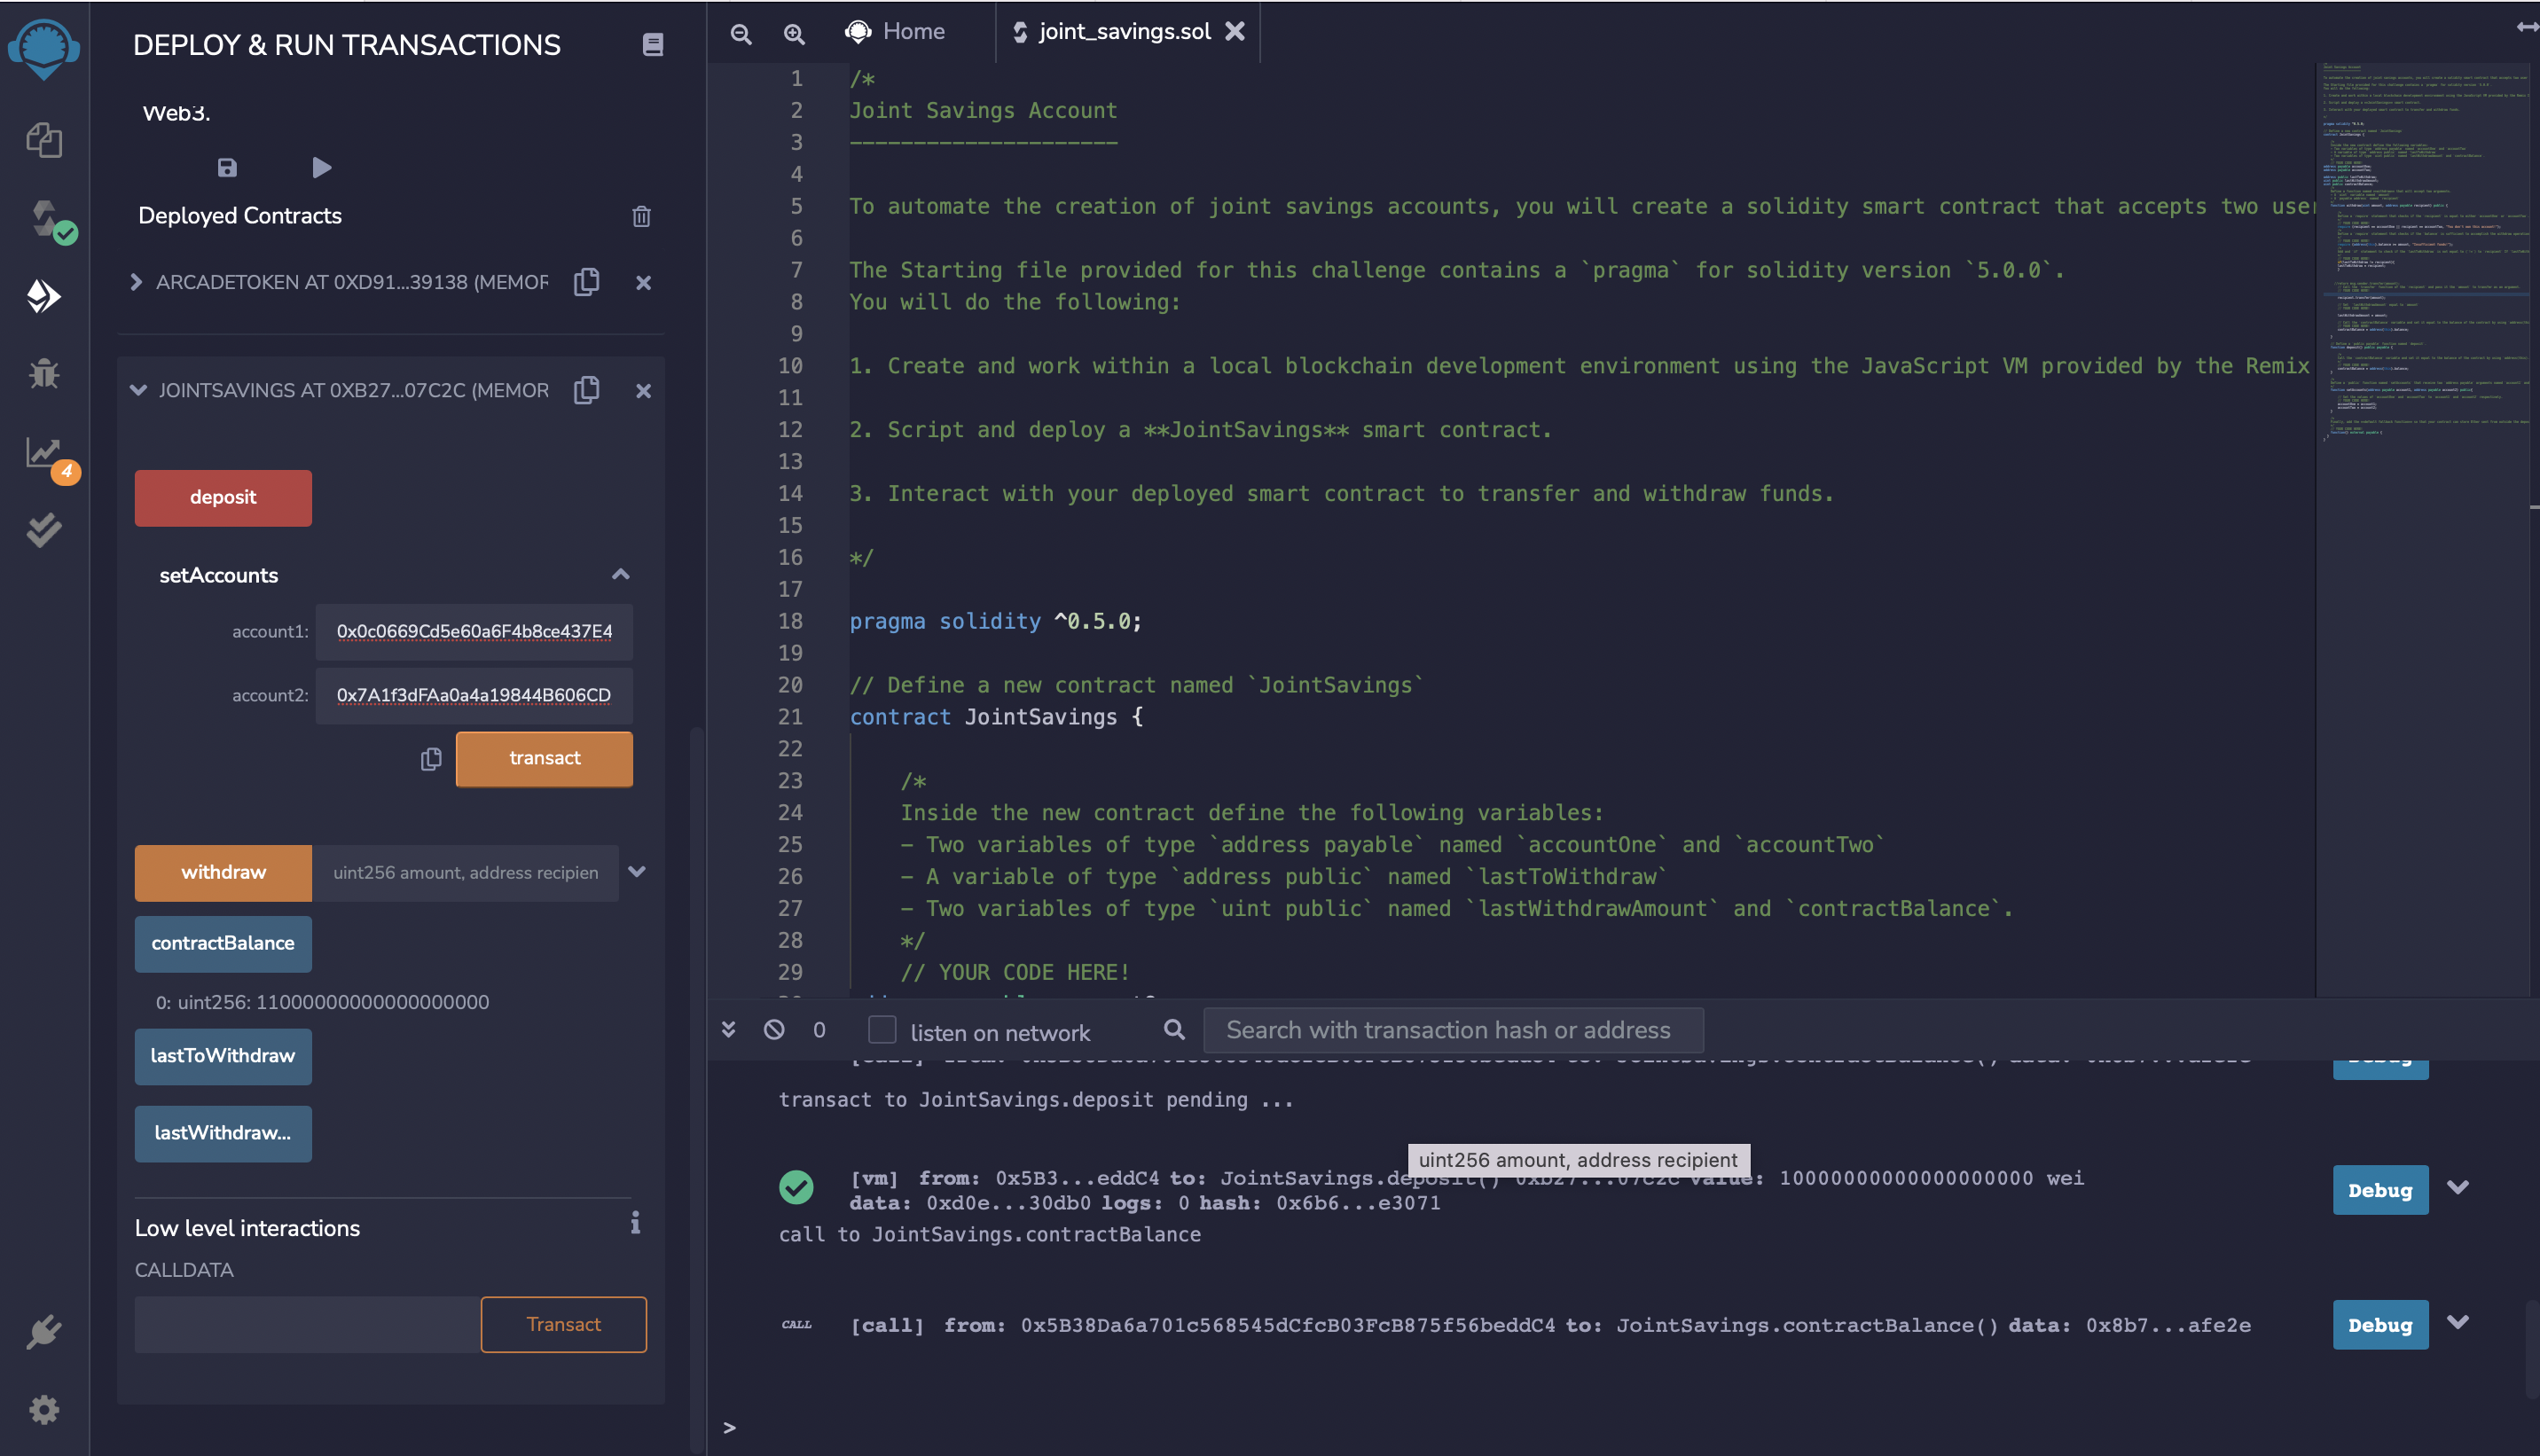 DEPLOY & RUN TRANSACTIONS
Web3.
Deployed Contracts
ARCADETOKEN AT 0XD91...39138 (MEMOR
JOINTSAVINGS AT 0XB27...07C2C (MEMOR
4
deposit
setAccounts
account1: 0x0c0669Cd5e60a6F4b8ce437E4
account2: 0x7A1f3dFAa0a4a19844B606CD
transact
withdraw uint256 amount, address recipien
contractBalance
0: uint256: 11000000000000000000
lastToWithdraw
lastWithdraw...
Low level interactions
CALLDATA
Transact
Home joint_savings.sol
1 /*
2 Joint Savings Account
3 ---------------------
4
5 To automate the creation of joint savings accounts, you will create a solidity smart contract that accepts two user
6
7 The Starting file provided for this challenge contains a `pragma` for solidity version `5.0.0`.
8 You will do the following:
9
10 1. Create and work within a local blockchain development environment using the JavaScript VM provided by the Remix
11
12 2. Script and deploy a **JointSavings** smart contract.
13
14 3. Interact with your deployed smart contract to transfer and withdraw funds.
15
16 */
17
18 pragma solidity ^0.5.0;
19
20 // Define a new contract named `JointSavings`
21 contract JointSavings {
22
23 /*
24 Inside the new contract define the following variables:
25 - Two variables of type `address payable` named `accountOne` and `accountTwo`
26 - A variable of type `address public` named `lastToWithdraw`
27 - Two variables of type `uint public` named `lastWithdrawAmount` and `contractBalance`.
28 */
29 // YOUR CODE HERE!
0 listen on network Search with transaction hash or address
transact to JointSavings.deposit pending ...
uint256 amount, address recipient
[vm] from: 0x5B3...eddC4 to: JointSavings.deposit() 0xb27...07c2c value: 10000000000000000000 wei
data: 0xd0e...30db0 logs: 0 hash: 0x6b6...e3071
Debug
call to JointSavings.contractBalance
CALL [call] from: 0x5B38Da6a701c568545dCfcB03FcB875f56beddC4 to: JointSavings.contractBalance() data: 0x8b7...afe2e
Debug
>